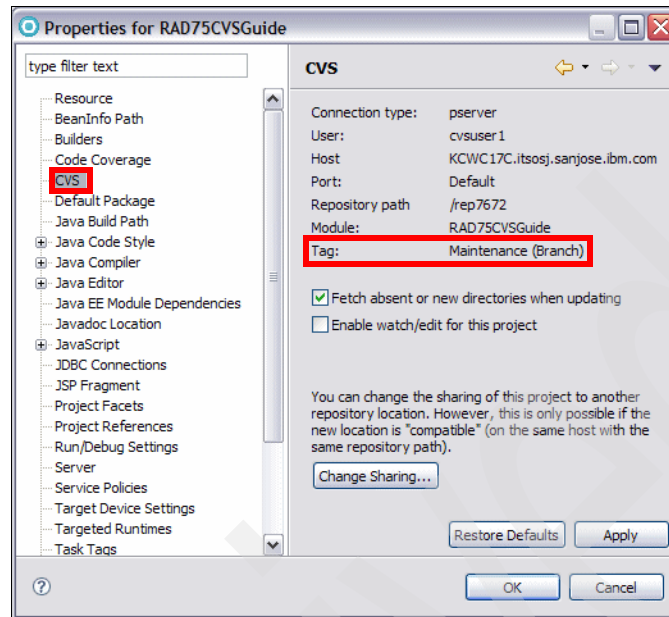 Properties for RAD75CVSGuide
type filter text
Resource
BeanInfo Path
Builders
Code Coverage
CVS
Default Package
Java Build Path
Java Code Style
Java Compiler
Java Editor
Java EE Module Dependencies
Javadoc Location
JavaScript
JDBC Connections
JSP Fragment
Project Facets
Project References
Run/Debug Settings
Server
Service Policies
Target Device Settings
Targeted Runtimes
Task Tags
CVS
Connection type: pserver
User: cvsuser1
Host KCWC17C.itsosj.sanjose.ibm.com
Port: Default
Repository path /rep7672
Module: RAD75CVSGuide
Tag: Maintenance (Branch)
Fetch absent or new directories when updating
Enable watch/edit for this project
You can change the sharing of this project to another
repository location. However, this is only possible if the
new location is "compatible" (on the same host with the
same repository path).
Change Sharing...
Restore Defaults Apply
OK Cancel